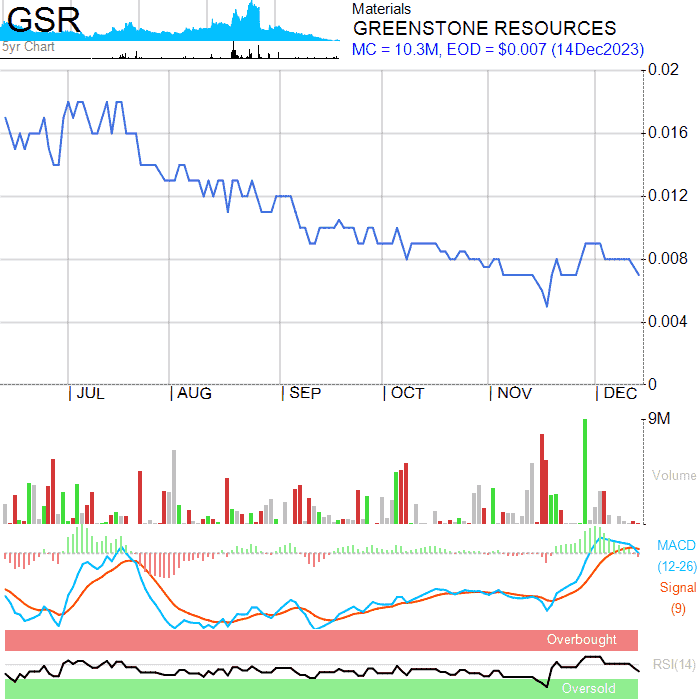 GSR
5yr Chart
Materials
GREENSTONE RESOURCES
MC = 10.3M, EOD = $0.007 (14Dec2023)
0.02
0.016
0.012
0.008
0.004
0
JUL AUG SEP OCT NOV DEC
9M
Volume
MACD
(12-26)
Signal
(9)
Overbought
RSI(14)
Oversold